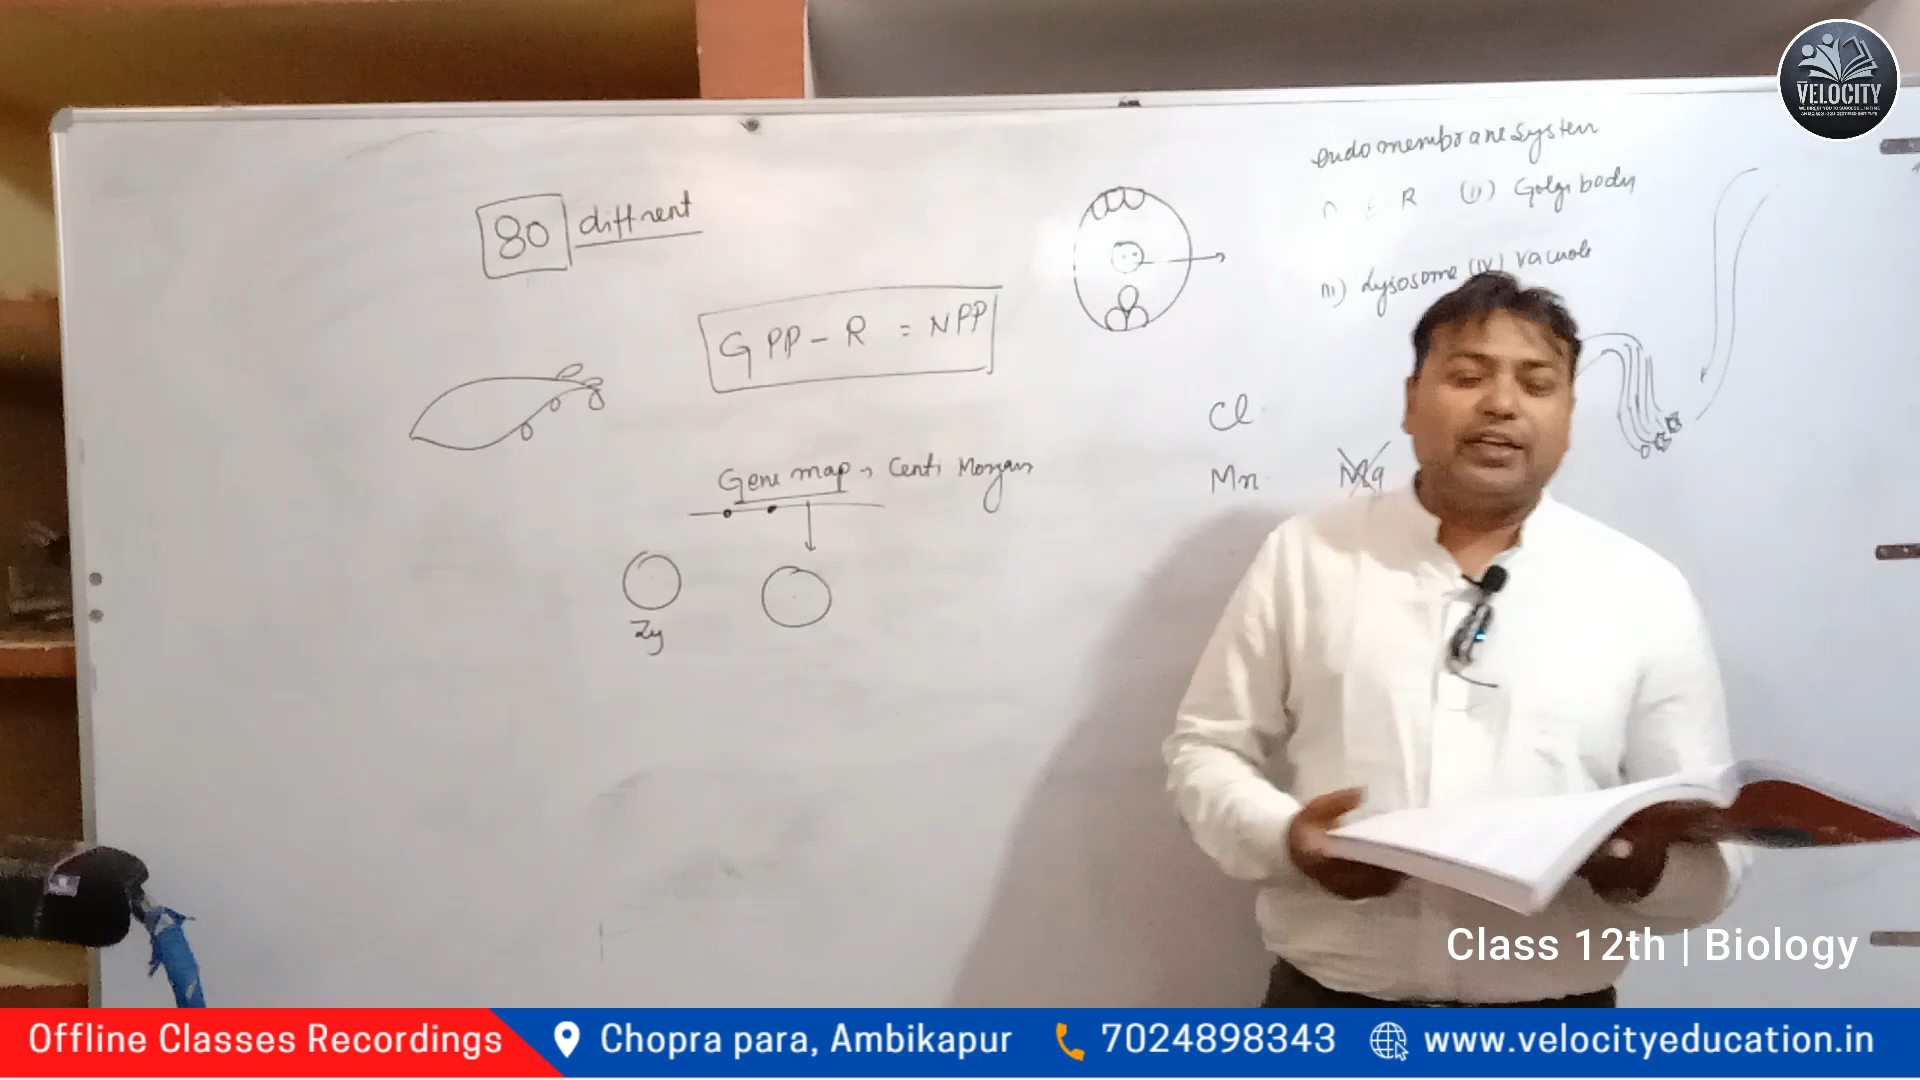 VELOCITY
endomembrane System
R (ii) Golgi body
III) Lysosome (IV) Vacuole
80 diffrent
GPP - R = NPP
Cl
Gene map → Centi Morgan
Mn Mg
Zy
Class 12th | Biology
Offline Classes Recordings
Chopra para, Ambikapur
7024898343
www.velocityeducation.in